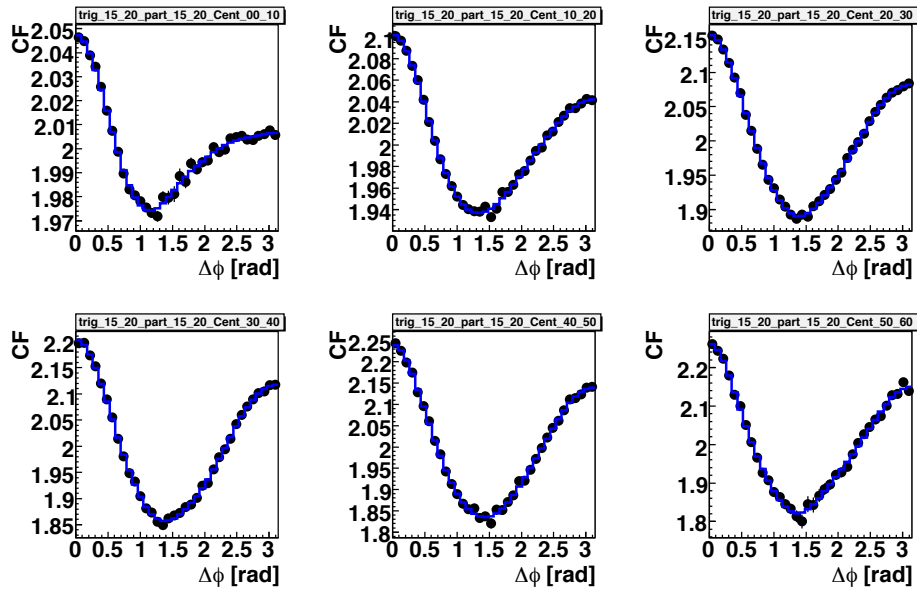 trig_15_20_part_15_20_Cent_00_10
CF
2.05
2.04
2.03
2.02
2.01
2
1.99
1.98
1.97
0 0.5 1 1.5 2 2.5 3
Δϕ [rad]
trig_15_20_part_15_20_Cent_10_20
CF
2.1
2.08
2.06
2.04
2.02
2
1.98
1.96
1.94
0 0.5 1 1.5 2 2.5 3
Δϕ [rad]
trig_15_20_part_15_20_Cent_20_30
CF
2.15
2.1
2.05
2
1.95
1.9
0 0.5 1 1.5 2 2.5 3
Δϕ [rad]
trig_15_20_part_15_20_Cent_30_40
CF
2.2
2.15
2.1
2.05
2
1.95
1.9
1.85
0 0.5 1 1.5 2 2.5 3
Δϕ [rad]
trig_15_20_part_15_20_Cent_40_50
CF
2.25
2.2
2.15
2.1
2.05
2
1.95
1.9
1.85
1.8
0 0.5 1 1.5 2 2.5 3
Δϕ [rad]
trig_15_20_part_15_20_Cent_50_60
CF
2.2
2.1
2
1.9
1.8
0 0.5 1 1.5 2 2.5 3
Δϕ [rad]